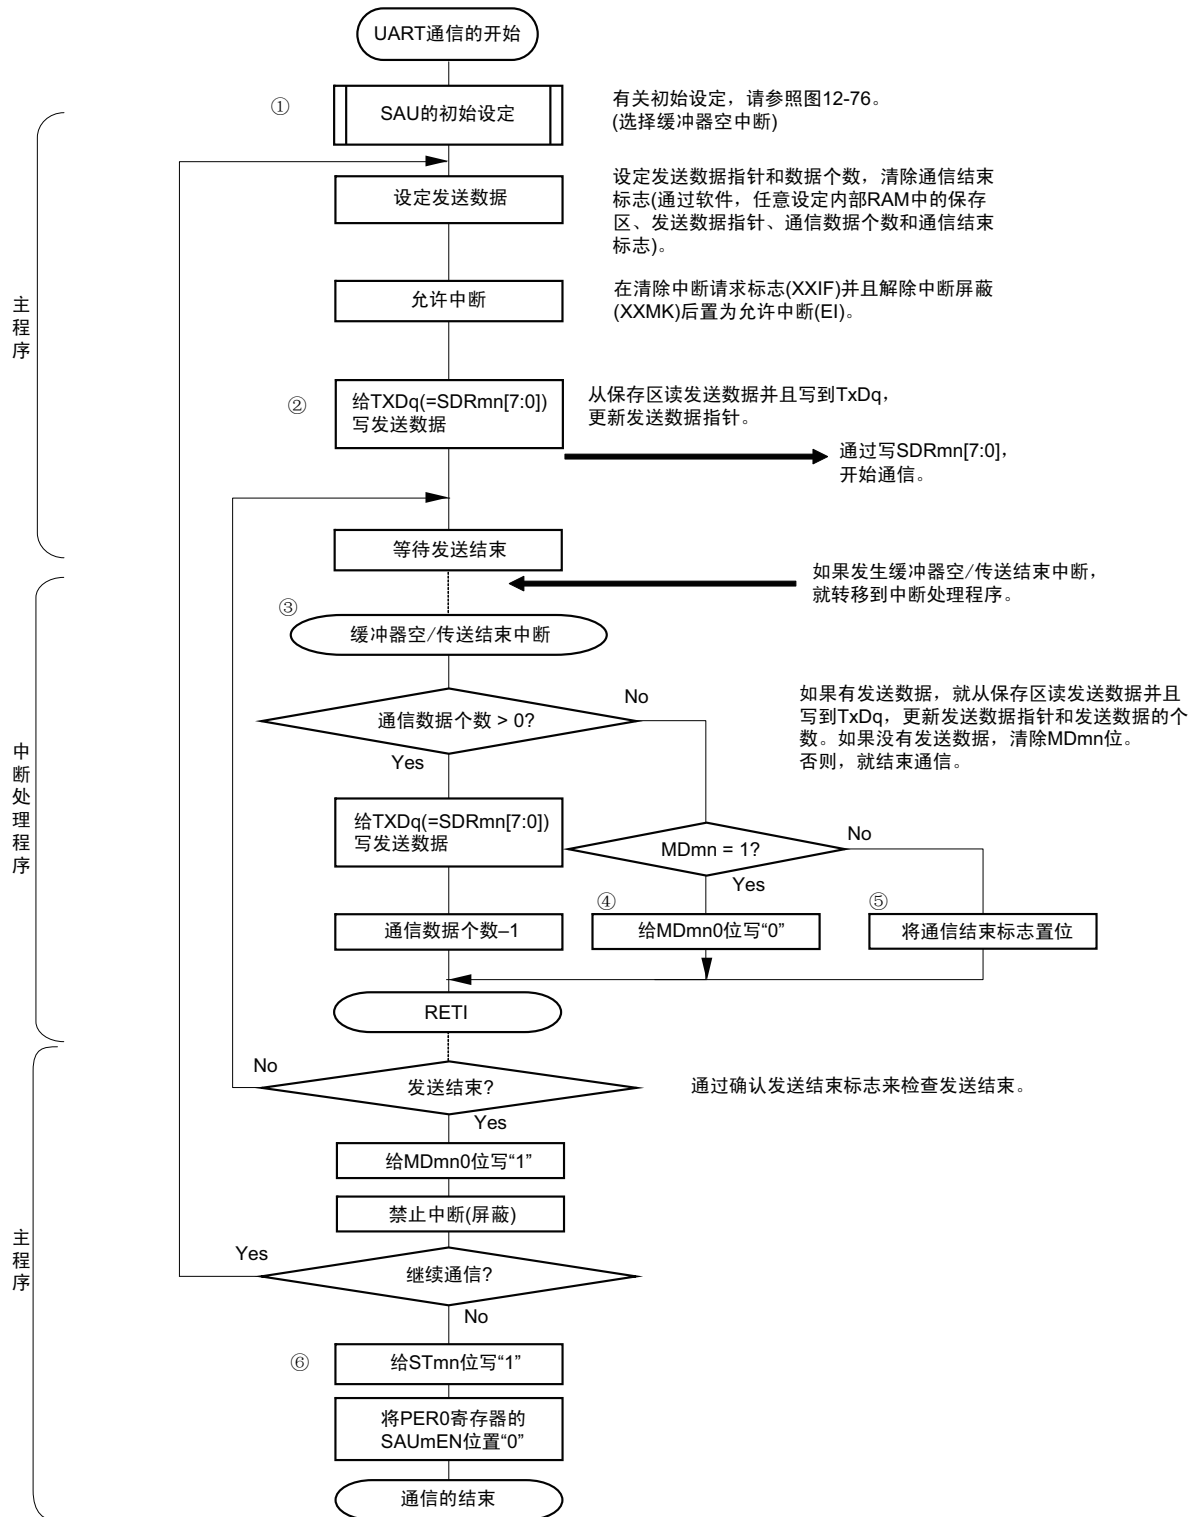 UART通信的开始
①
SAU的初始设定
有关初始设定，请参照图12-76。
(选择缓冲器空中断)
设定发送数据
设定发送数据指针和数据个数，清除通信结束
标志(通过软件，任意设定内部RAM中的保存
区、发送数据指针、通信数据个数和通信结束
标志)。
主程序
允许中断
在清除中断请求标志(XXIF)并且解除中断屏蔽
(XXMK)后置为允许中断(EI)。
②
给TXDq(=SDRmn[7:0])
写发送数据
从保存区读发送数据并且写到TxDq，
更新发送数据指针。
通过写SDRmn[7:0]，
开始通信。
等待发送结束
如果发生缓冲器空/传送结束中断，
就转移到中断处理程序。
③
缓冲器空/传送结束中断
通信数据个数 > 0?
No
Yes
如果有发送数据，就从保存区读发送数据并且
写到TxDq，更新发送数据指针和发送数据的个
数。如果没有发送数据，清除MDmn位。
否则，就结束通信。
中断处理程序
给TXDq(=SDRmn[7:0])
写发送数据
MDmn = 1?
No
Yes
通信数据个数–1
④
给MDmn0位写“0”
⑤
将通信结束标志置位
RETI
No
发送结束?
Yes
通过确认发送结束标志来检查发送结束。
给MDmn0位写“1”
禁止中断(屏蔽)
主程序
Yes
继续通信?
No
⑥
给STmn位写“1”
将PER0寄存器的
SAUmEN位置“0”
通信的结束